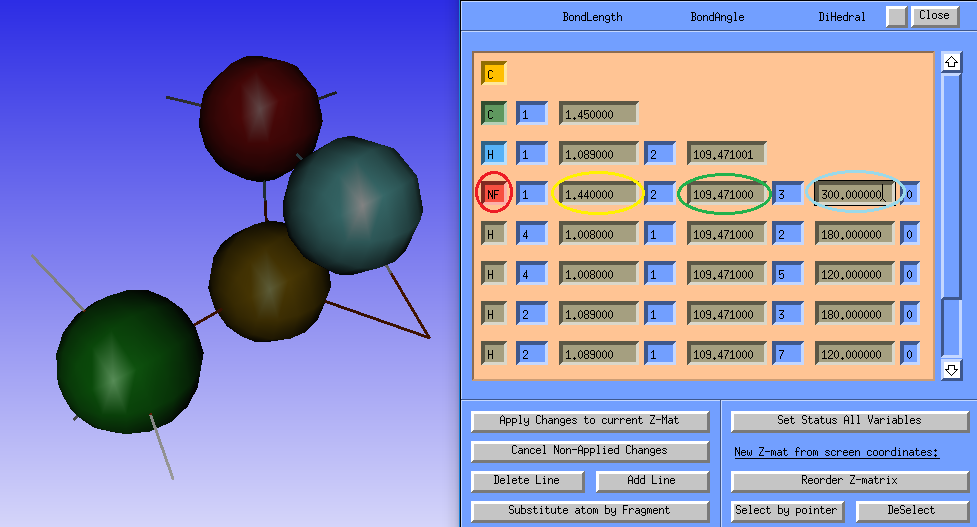 BondLength BondAngle DiHedral Close
C
C 1 1.450000
H 1 1.089000 2 109.471001
NF 1 1.440000 2 109.471000 3 300.000000 0
H 4 1.008000 1 109.471000 2 180.000000 0
H 4 1.008000 1 109.471000 5 120.000000 0
H 2 1.089000 1 109.471000 3 180.000000 0
H 2 1.089000 1 109.471000 7 120.000000 0
Apply Changes to current Z-Mat
Cancel Non-Applied Changes
Delete Line Add Line
Substitute atom by Fragment
Set Status All Variables
New Z-mat from screen coordinates:
Reorder Z-matrix
Select by pointer DeSelect